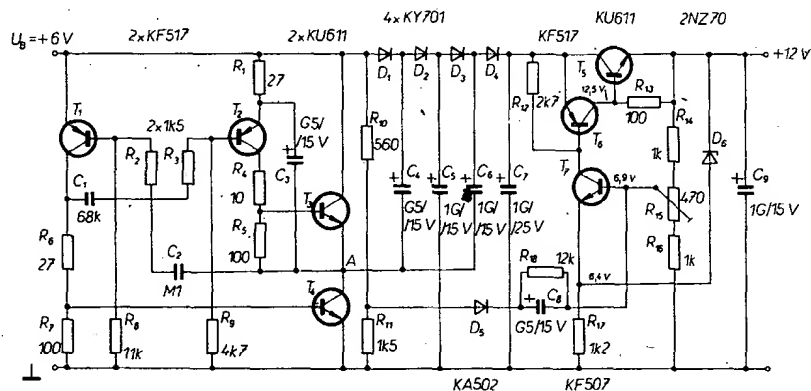 4×KY701
KF517
KU611
2NZ70
U_B = +6 V
2×KF517
2×KU611
+12 V
R1
27
D1
D2
D3
D4
T5
12,5 V
R13
100
R12
2k7
T6
R14
1k
D6
T1
2×1k5
T2
G5/
/15 V
C3
R10
560
R2
R3
R4
10
T7
6,9 V
470
R15
C4
G5/
/15 V
C5
1G/
/15 V
C6
1G/
/15 V
C7
1G/
/25 V
C9
1G/15 V
C1
68k
T3
R5
100
R16
1k
R6
27
C2
M1
A
R18
12k
6,4 V
T4
C8
G5/15 V
R7
100
R8
11k
R9
4k7
R11
1k5
D5
R17
1k2
KA502
KF507